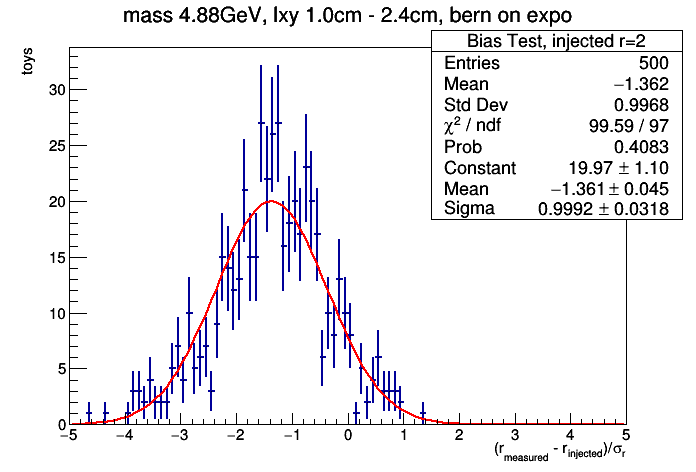 mass 4.88GeV, lxy 1.0cm - 2.4cm, bern on expo
toys
Bias Test, injected r=2
Entries 500
Mean −1.362
Std Dev 0.9968
χ² / ndf 99.59 / 97
Prob 0.4083
Constant 19.97 ± 1.10
Mean −1.361 ± 0.045
Sigma 0.9992 ± 0.0318
30
25
20
15
10
5
0
−5 −4 −3 −2 −1 0 1 2 3 4 5
(r_measured - r_injected)/σ_r